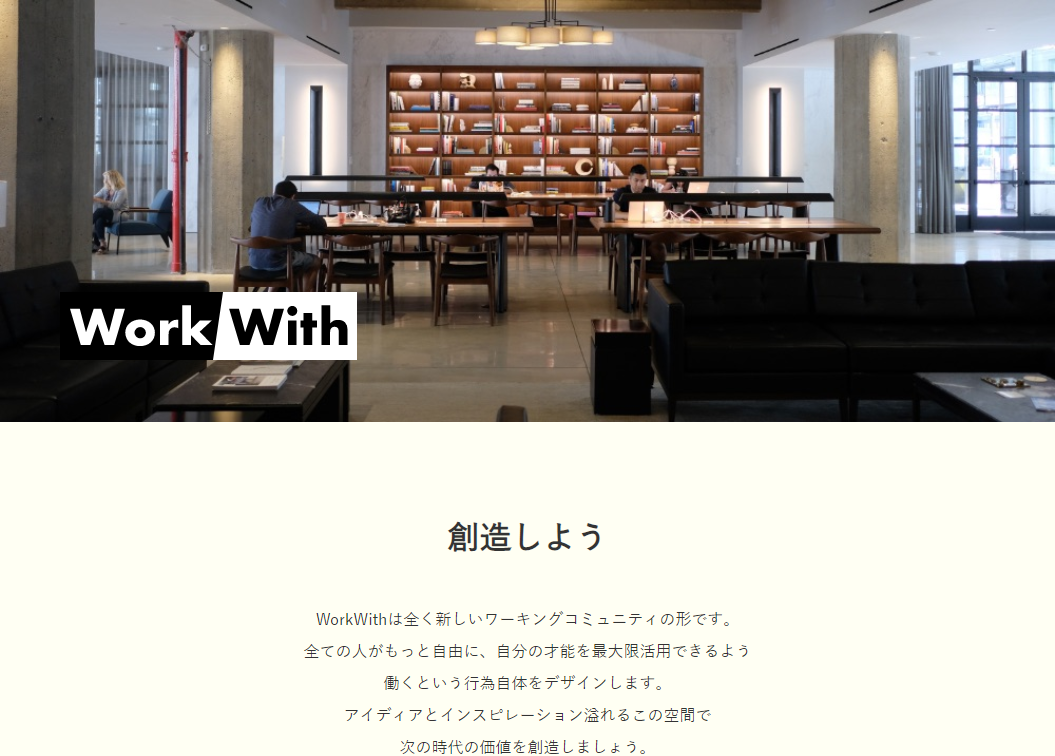 Work With
創造しよう
WorkWithは全く新しいワーキングコミュニティの形です。
全ての人がもっと自由に、自分の才能を最大限活用できるよう
働くという行為自体をデザインします。
アイディアとインスピレーション溢れるこの空間で
次の時代の価値を創造しましょう。